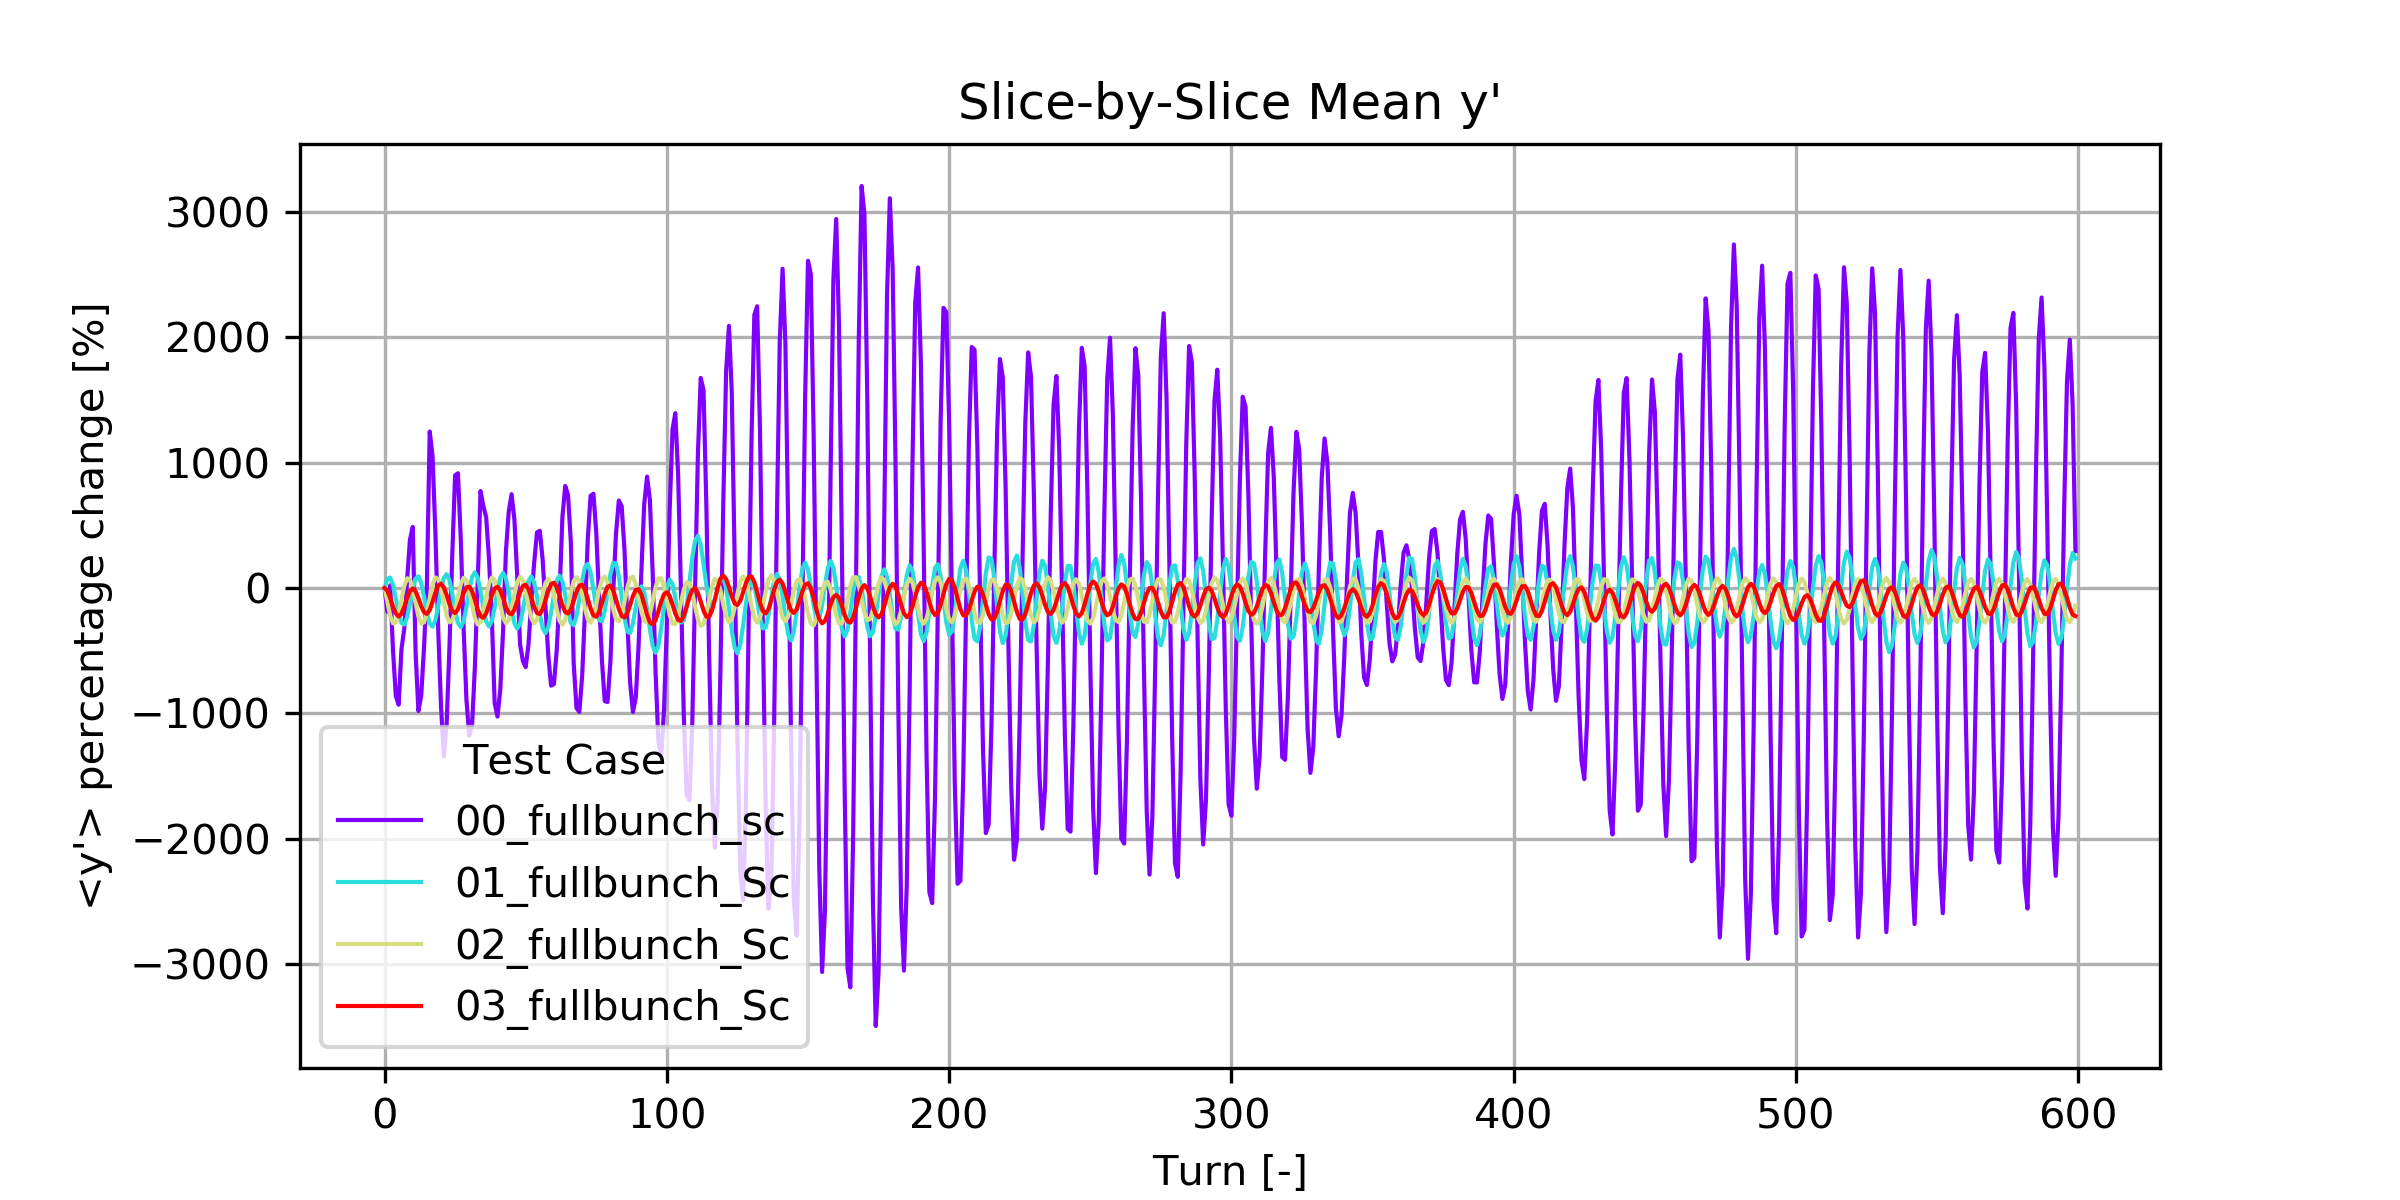 Slice-by-Slice Mean y'
<y'> percentage change [%]
3000
2000
1000
0
−1000
−2000
−3000
Test Case
00_fullbunch_sc
01_fullbunch_Sc
02_fullbunch_Sc
03_fullbunch_Sc
0 100 200 300 400 500 600
Turn [-]